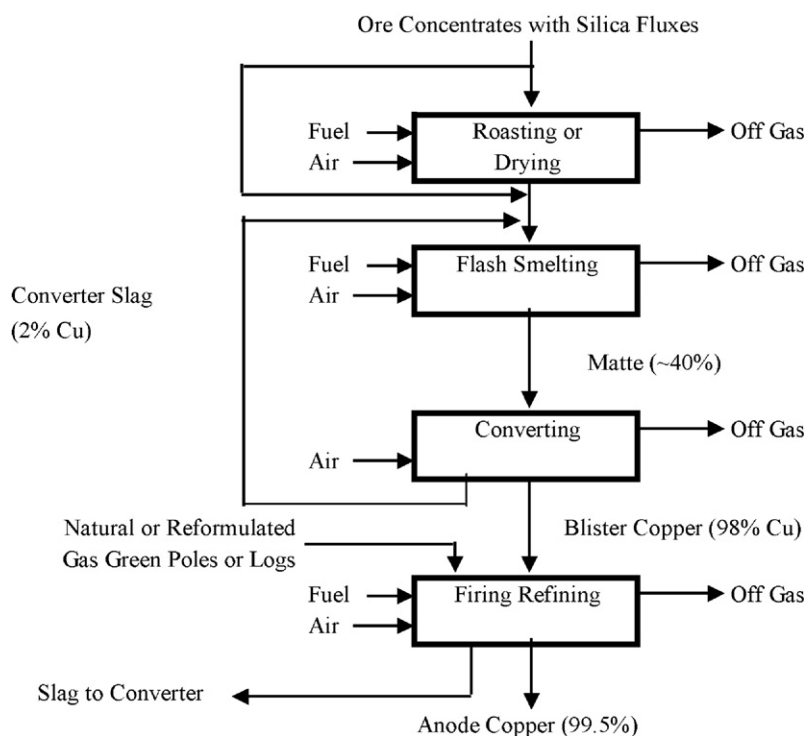 Ore Concentrates with Silica Fluxes
Fuel
Air
Roasting or
Drying
Off Gas
Fuel
Air
Flash Smelting
Off Gas
Converter Slag
(2% Cu)
Matte (~40%)
Air
Converting
Off Gas
Natural or Reformulated
Gas Green Poles or Logs
Blister Copper (98% Cu)
Fuel
Air
Firing Refining
Off Gas
Slag to Converter
Anode Copper (99.5%)